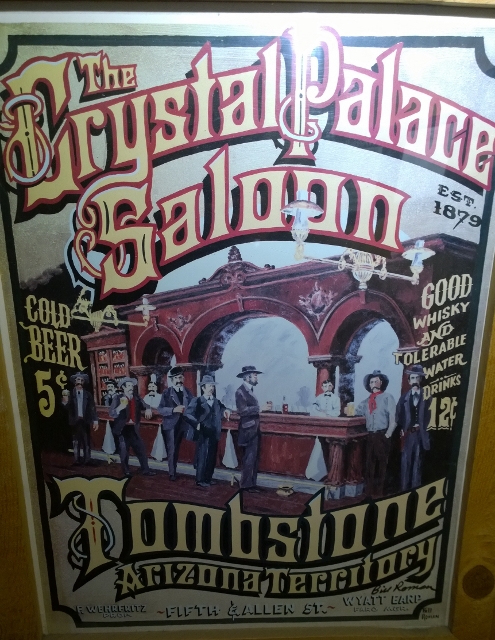 The
Crystal Palace
Saloon
EST.
1879
COLD
BEER
5¢
GOOD
WHISKY
AND
TOLERABLE
WATER
DRINKS
12¢
Tombstone
Arizona Territory
~FIFTH & ALLEN ST.~
WYATT EARP